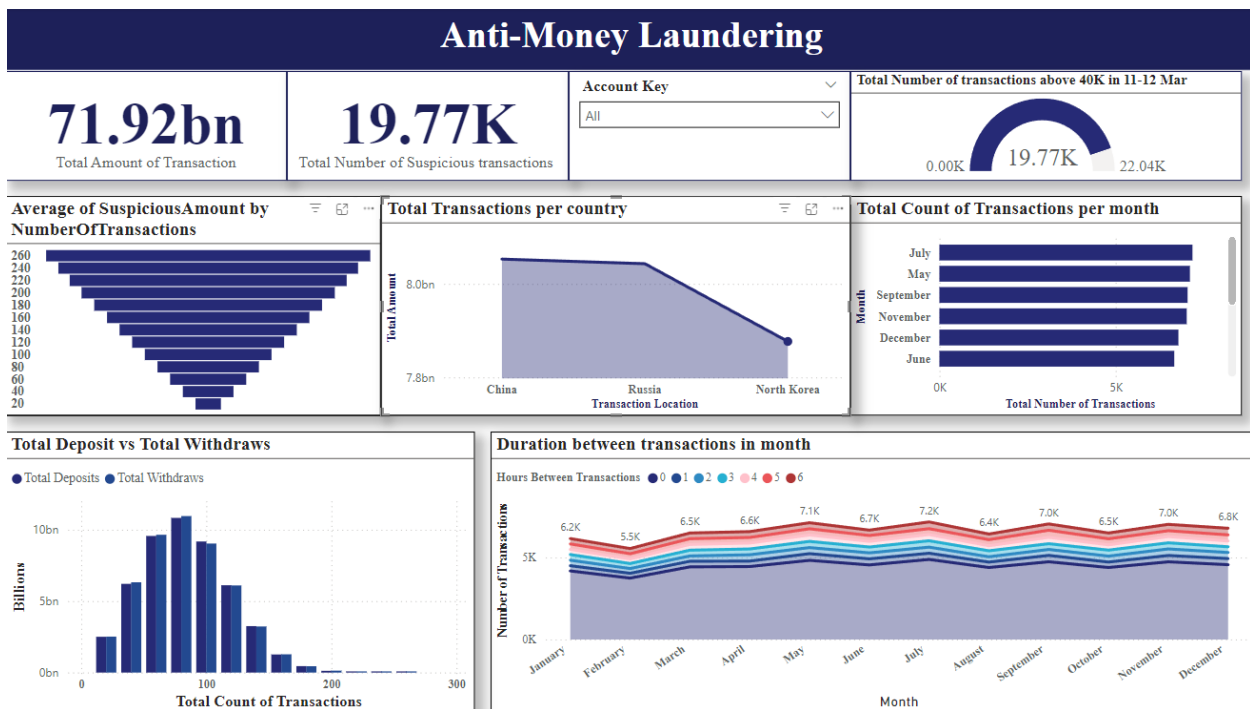 Anti-Money Laundering
71.92bn
Total Amount of Transaction
19.77K
Total Number of Suspicious transactions
Account Key
All
Total Number of transactions above 40K in 11-12 Mar
19.77K
0.00K
22.04K
Average of SuspiciousAmount by
NumberOfTransactions
260
240
220
200
180
160
140
120
100
80
60
40
20
Total Transactions per country
Total Amount
8.0bn
7.8bn
China
Russia
North Korea
Transaction Location
Total Count of Transactions per month
Month
July
May
September
November
December
June
0K
5K
Total Number of Transactions
Total Deposit vs Total Withdraws
Total Deposits
Total Withdraws
Billions
10bn
5bn
0bn
0
100
200
300
Total Count of Transactions
Duration between transactions in month
Hours Between Transactions 0 1 2 3 4 5 6
Number of Transactions
5K
0K
6.2K
5.5K
6.5K
6.6K
7.1K
6.7K
7.2K
6.4K
7.0K
6.5K
7.0K
6.8K
January
February
March
April
May
June
July
August
September
October
November
December
Month